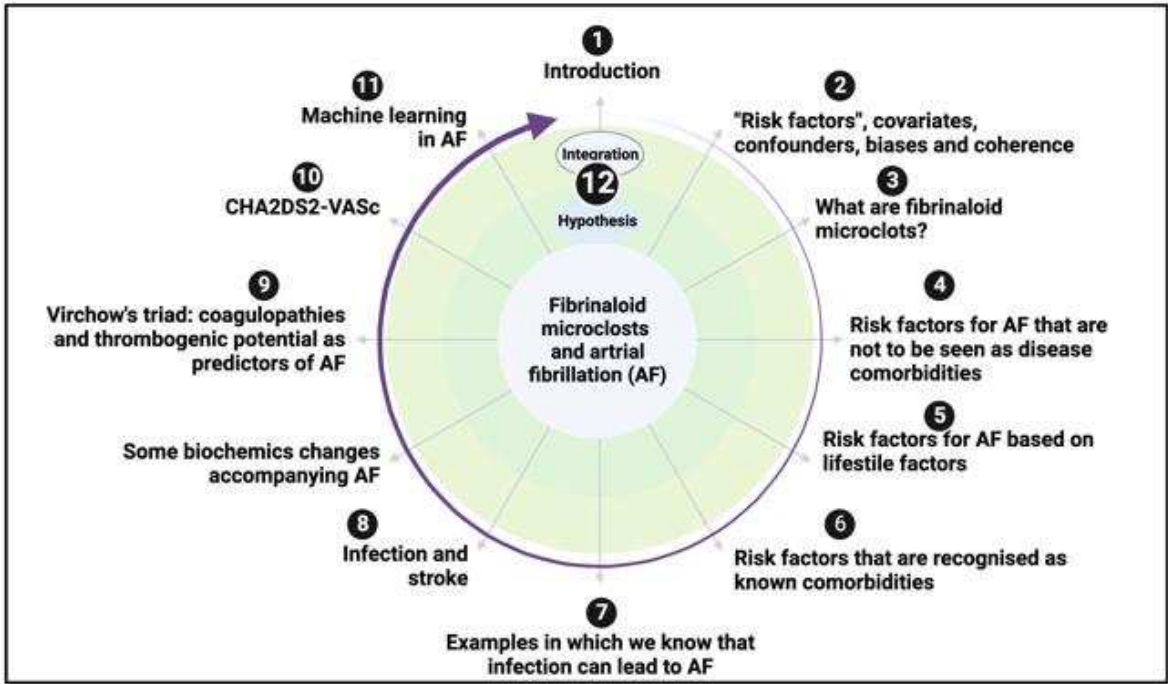 1
Introduction
2
"Risk factors", covariates,
confounders, biases and coherence
3
What are fibrinaloid
microclots?
4
Risk factors for AF that are
not to be seen as disease
comorbidities
5
Risk factors for AF based on
lifestile factors
6
Risk factors that are recognised as
known comorbidities
7
Examples in which we know that
infection can lead to AF
8
Infection and
stroke
Some biochemics changes
accompanying AF
9
Virchow's triad: coagulopathies
and thrombogenic potential as
predictors of AF
10
CHA2DS2-VASc
11
Machine learning
in AF
Integration
12
Hypothesis
Fibrinaloid
microclosts
and artrial
fibrillation (AF)